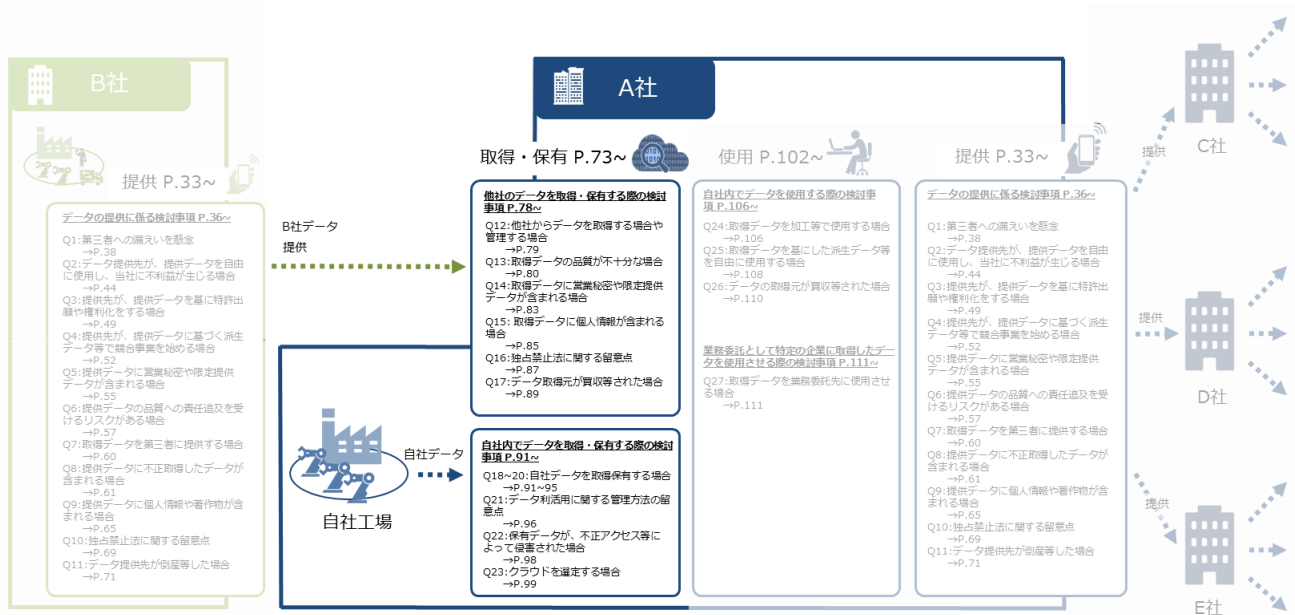 B社
提供 P.33~
データの提供に係る検討事項 P.36~
Q1:第三者への漏えいを懸念
→P.38
Q2:データ提供先が、提供データを自由
に使用し、当社に不利益が生じる場合
→P.44
Q3:提供先が、提供データを基に特許出
願や権利化をする場合
→P.49
Q4:提供先が、提供データに基づく派生
データ等で競合事業を始める場合
→P.52
Q5:提供データに営業秘密や限定提供
データが含まれる場合
→P.55
Q6:提供データの品質への責任追及を受
けるリスクがある場合
→P.57
Q7:取得データを第三者に提供する場合
→P.60
Q8:提供データに不正取得したデータが
含まれる場合
→P.61
Q9:提供データに個人情報や著作物が含
まれる場合
→P.65
Q10:独占禁止法に関する留意点
→P.69
Q11:データ提供先が倒産等した場合
→P.71
B社データ
提供
A社
取得・保有 P.73~
他社のデータを取得・保有する際の検討
事項 P.78~
Q12:他社からデータを取得する場合や
管理する場合
→P.79
Q13:取得データの品質が不十分な場合
→P.80
Q14:取得データに営業秘密や限定提供
データが含まれる場合
→P.83
Q15: 取得データに個人情報が含まれる
場合
→P.85
Q16:独占禁止法に関する留意点
→P.87
Q17:データ取得元が買収等された場合
→P.89
自社工場
自社データ
自社内でデータを取得・保有する際の検討
事項 P.91~
Q18~20:自社データを取得保有する場合
→P.91~95
Q21:データ利活用に関する管理方法の留
意点
→P.96
Q22:保有データが、不正アクセス等に
よって侵害された場合
→P.98
Q23:クラウドを選定する場合
→P.99
使用 P.102~
自社内でデータを使用する際の検討事
項 P.106~
Q24:取得データを加工等で使用する場合
→P.106
Q25:取得データを基にした派生データ等
を自由に使用する場合
→P.108
Q26:データの取得元が買収等された場合
→P.110
業務委託として特定の企業に取得したデー
タを使用させる際の検討事項 P.111~
Q27:取得データを業務委託先に使用させ
る場合
→P.111
提供 P.33~
データの提供に係る検討事項 P.36~
Q1:第三者への漏えいを懸念
→P.38
Q2:データ提供先が、提供データを自由
に使用し、当社に不利益が生じる場合
→P.44
Q3:提供先が、提供データを基に特許出
願や権利化をする場合
→P.49
Q4:提供先が、提供データに基づく派生
データ等で競合事業を始める場合
→P.52
Q5:提供データに営業秘密や限定提供
データが含まれる場合
→P.55
Q6:提供データの品質への責任追及を受
けるリスクがある場合
→P.57
Q7:取得データを第三者に提供する場合
→P.60
Q8:提供データに不正取得したデータが
含まれる場合
→P.61
Q9:提供データに個人情報や著作物が含
まれる場合
→P.65
Q10:独占禁止法に関する留意点
→P.69
Q11:データ提供先が倒産等した場合
→P.71
提供
C社
提供
D社
提供
E社